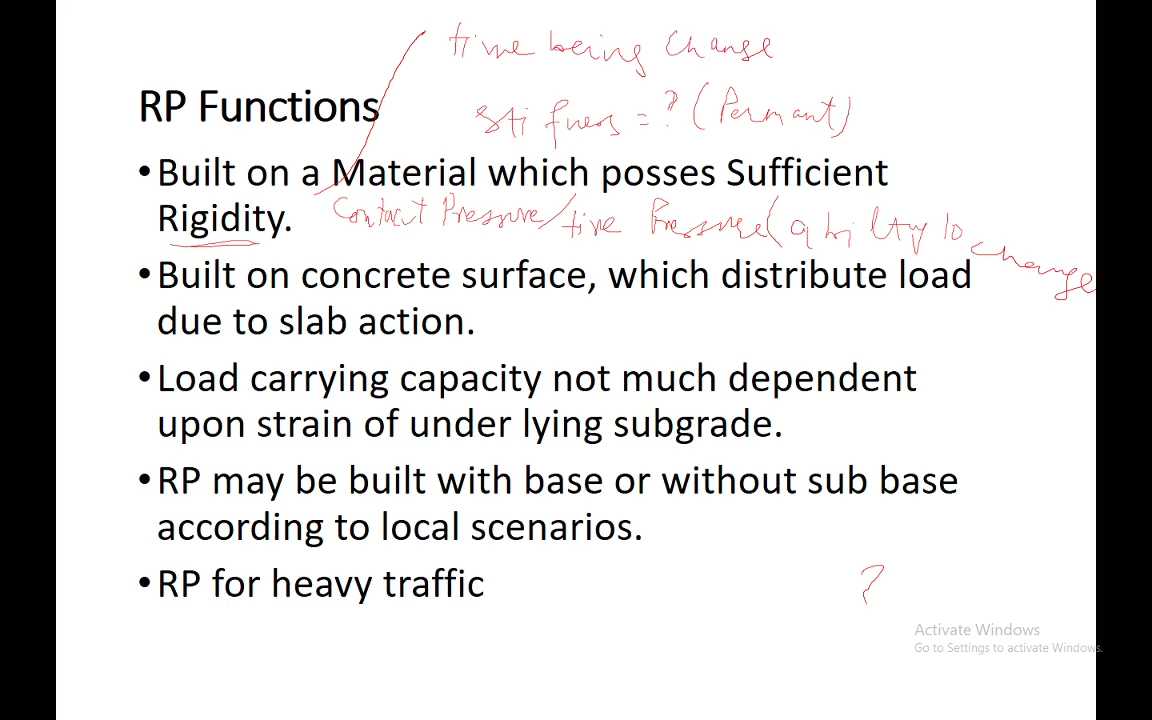 time being change
RP Functions
Stifness = ? (Permant)
• Built on a Material which posses Sufficient
Rigidity.
Contact Pressure/tire Pressure (ability to change
• Built on concrete surface, which distribute load
due to slab action.
• Load carrying capacity not much dependent
upon strain of under lying subgrade.
• RP may be built with base or without sub base
according to local scenarios.
• RP for heavy traffic
?
Activate Windows
Go to Settings to activate Windows.